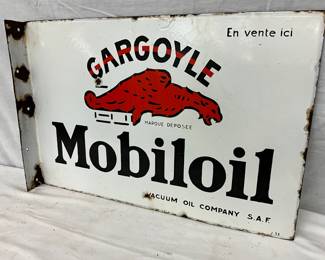 En vente ici
GARGOYLE
MARQUE DEPOSEE
Mobiloil
VACUUM OIL COMPANY S.A.F.